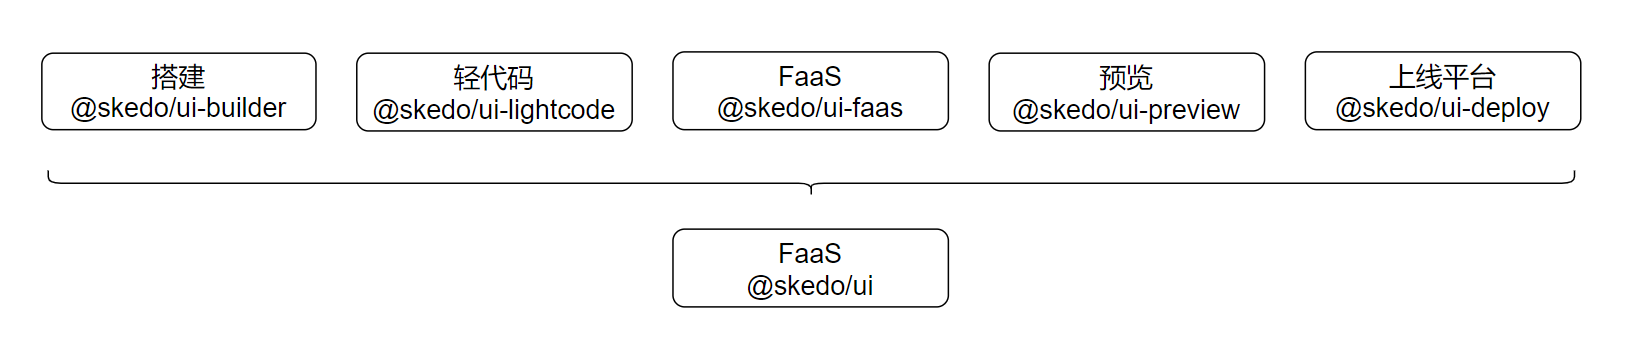 搭建
@skedo/ui-builder
轻代码
@skedo/ui-lightcode
FaaS
@skedo/ui-faas
预览
@skedo/ui-preview
上线平台
@skedo/ui-deploy
FaaS
@skedo/ui